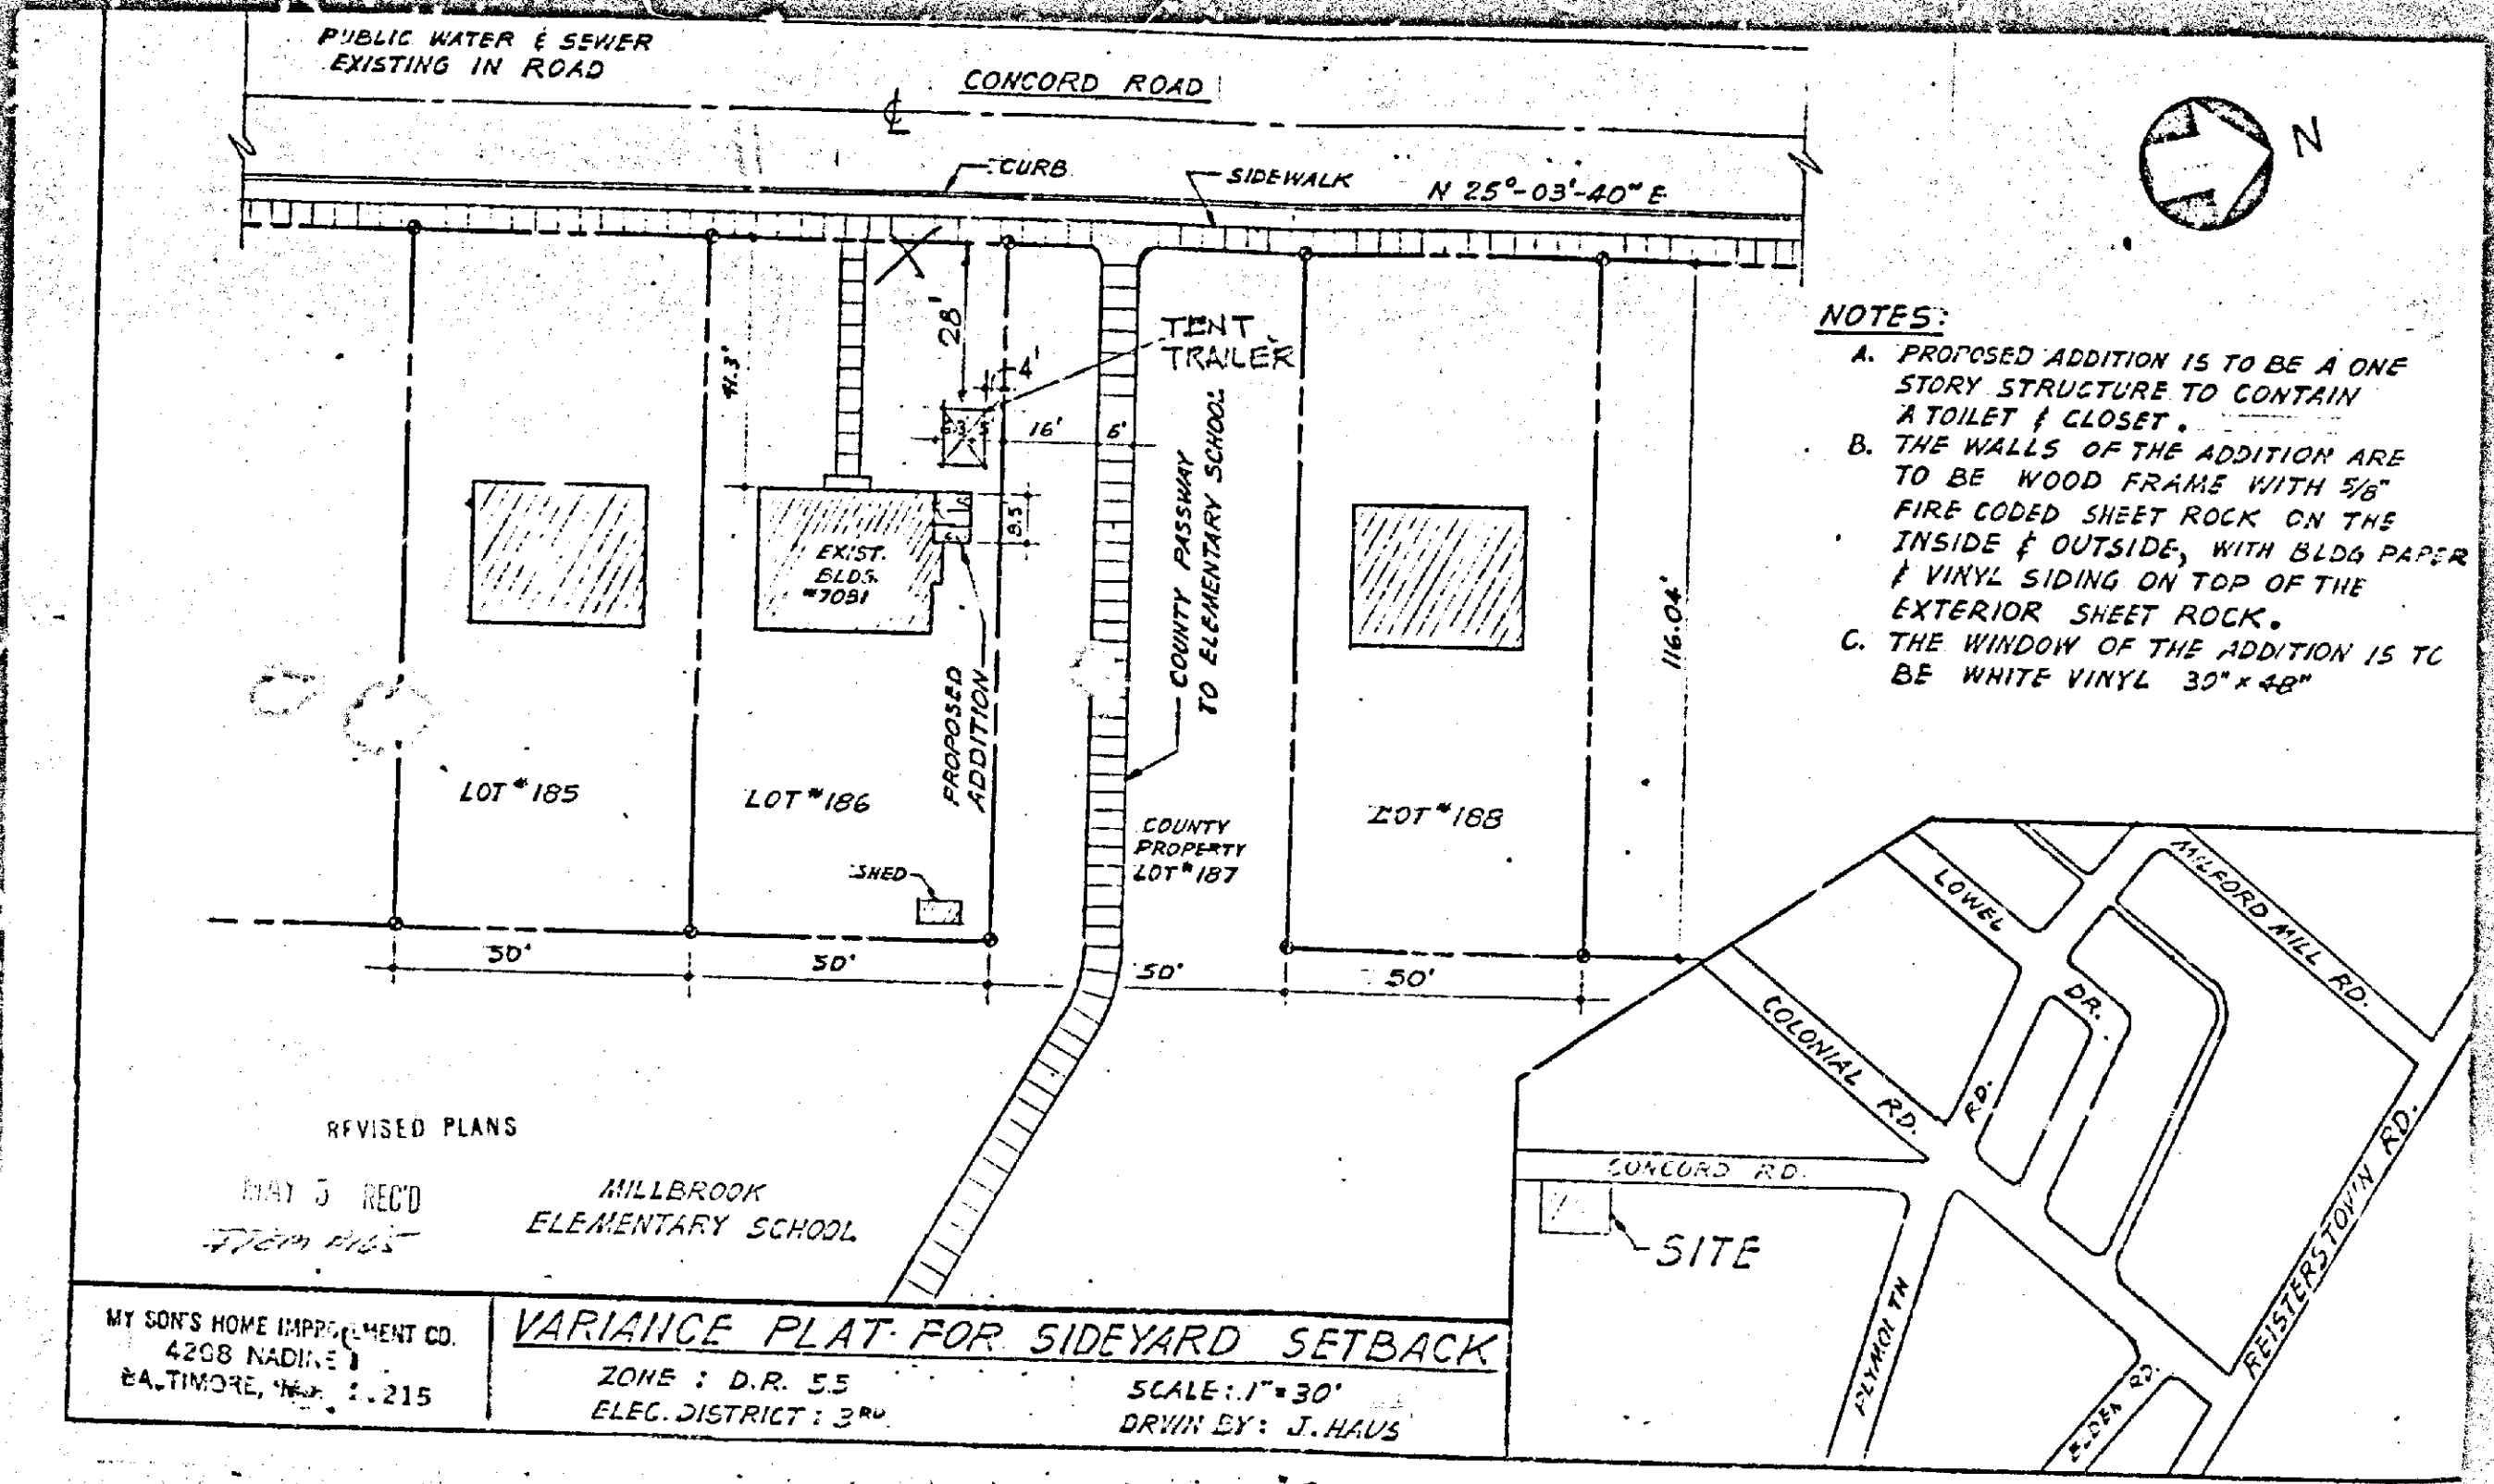 PUBLIC WATER & SEWER
EXISTING IN ROAD
CONCORD ROAD
℄
CURB
SIDEWALK
N 25°-03'-40" E
N
28'
41.3'
4'
TENT
TRAILER
16'
6'
8.5
EXIST.
BLDG.
COUNTY PASSWAY
TO ELEMENTARY SCHOOL
116.04'
PROPOSED
ADDITION
LOT #185
LOT #186
COUNTY
PROPERTY
LOT #187
LOT #188
SHED
50'
50'
50'
50'
NOTES:
A. PROPOSED ADDITION IS TO BE A ONE
STORY STRUCTURE TO CONTAIN
A TOILET & CLOSET.
B. THE WALLS OF THE ADDITION ARE
TO BE WOOD FRAME WITH 5/8"
FIRE CODED SHEET ROCK ON THE
INSIDE & OUTSIDE, WITH BLDG PAPER
& VINYL SIDING ON TOP OF THE
EXTERIOR SHEET ROCK.
C. THE WINDOW OF THE ADDITION IS TO
BE WHITE VINYL 30" x 48"
LOWEL
RD.
MILFORD MILL RD.
DR.
COLONIAL RD.
CONCORD RD.
SITE
REISTERSTOWN RD.
PLYMOUTH
RD.
REVISED PLANS
MAY 5 REC'D
MILLBROOK
ELEMENTARY SCHOOL
MY SON'S HOME IMPROVEMENT CO.
NADINE
BALTIMORE,
VARIANCE PLAT FOR SIDEYARD SETBACK
ZONE : D.R. 5.5
SCALE: 1" = 30'
ELEC. DISTRICT : 3RD
DRWN BY: J. HAUS